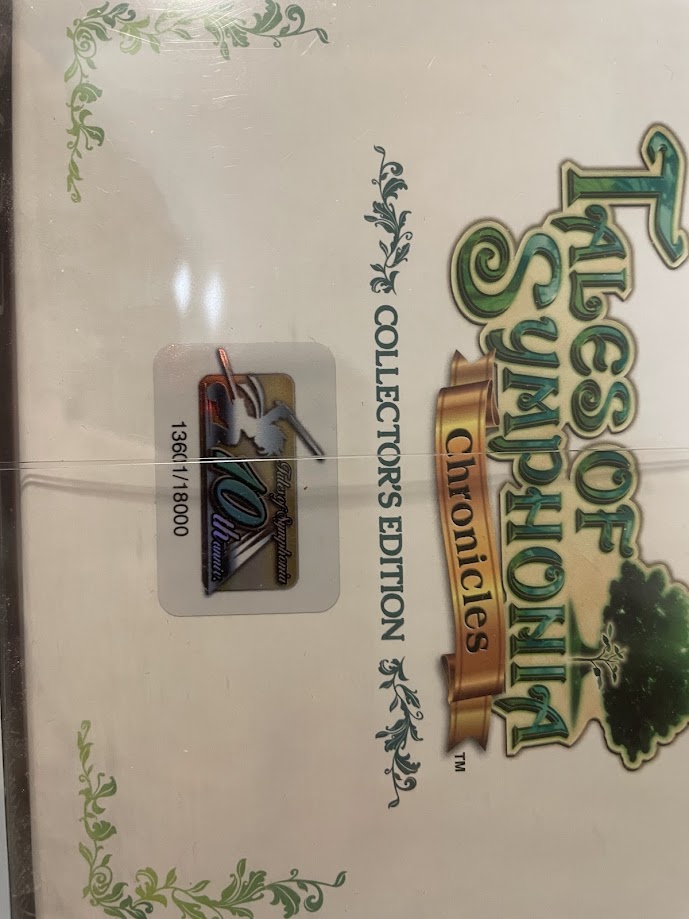 TALES OF
SYMPHONIA
Chronicles
TM
COLLECTOR'S EDITION
Tales of Symphonia
10th
13601/18000